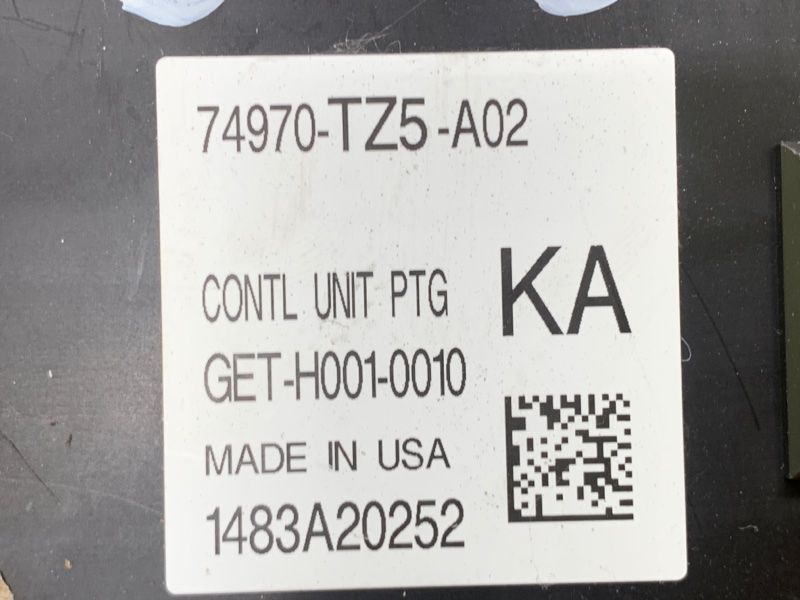 74970-TZ5-A02
KA
CONTL UNIT PTG
GET-H001-0010
MADE IN USA
1483A20252